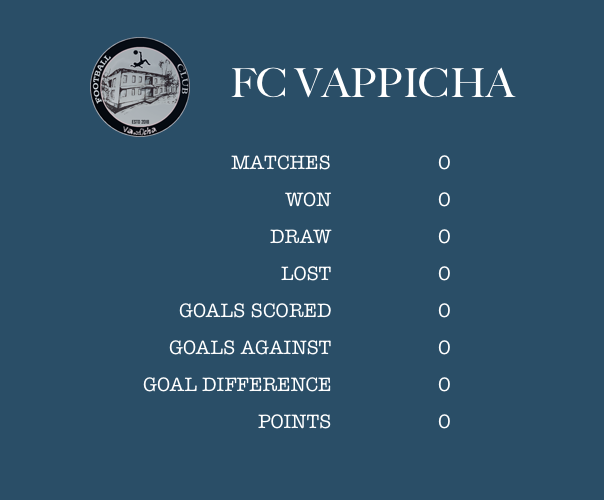 FOOTBALL CLUB
ESTD 2018
Vappicha
FC VAPPICHA
MATCHES 0
WON 0
DRAW 0
LOST 0
GOALS SCORED 0
GOALS AGAINST 0
GOAL DIFFERENCE 0
POINTS 0